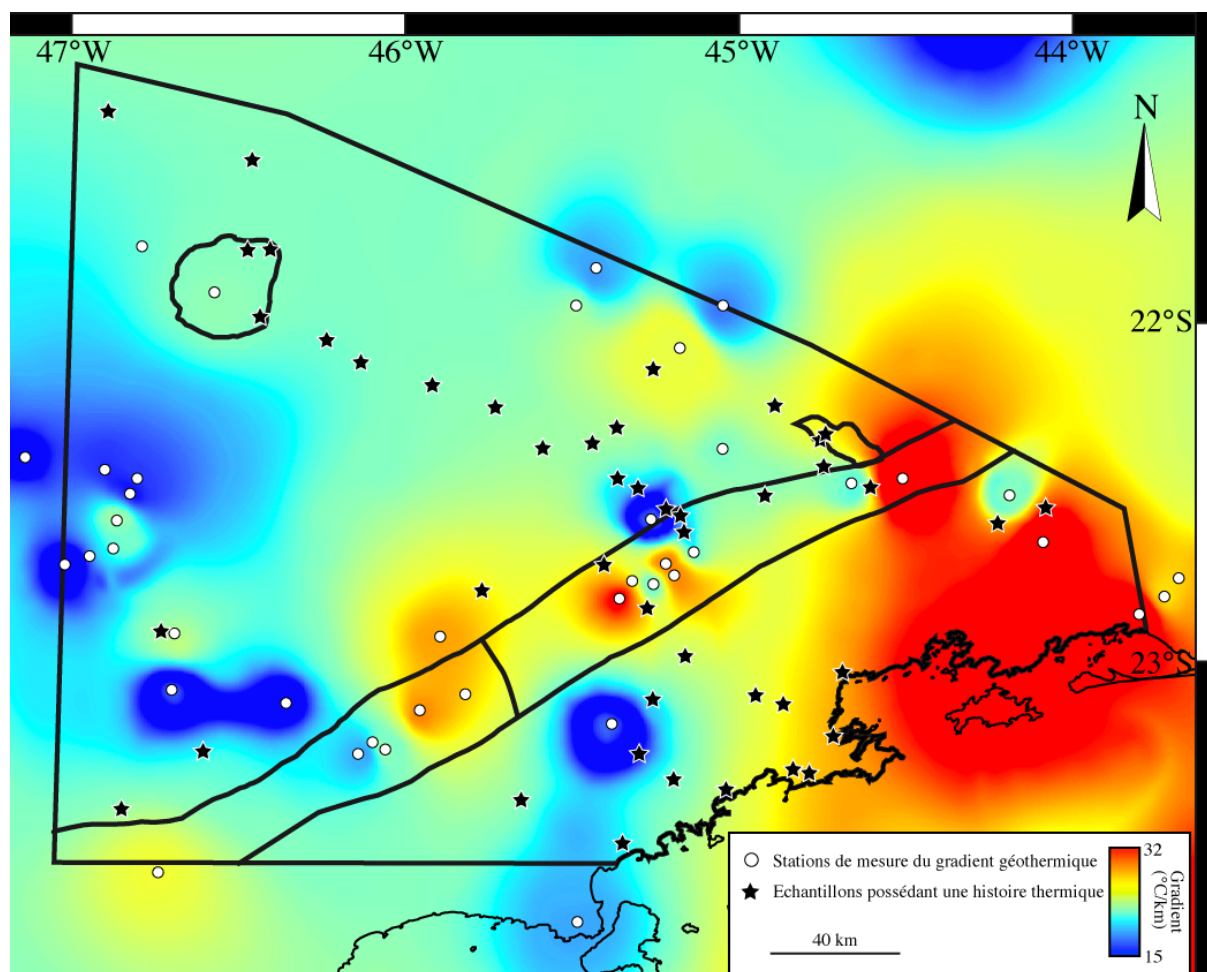 47°W 46°W 45°W 44°W
N
22°S
23°S
Stations de mesure du gradient géothermique
Echantillons possédant une histoire thermique
40 km
32
Gradient
(°C/km)
15